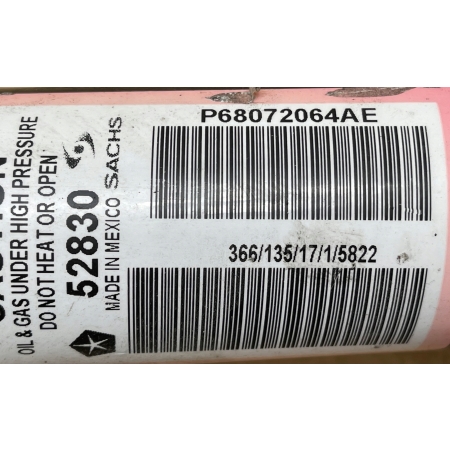 P68072064AE
366/135/17/1/5822
OIL & GAS UNDER HIGH PRESSURE
DO NOT HEAT OR OPEN
52830
MADE IN MEXICO SACHS